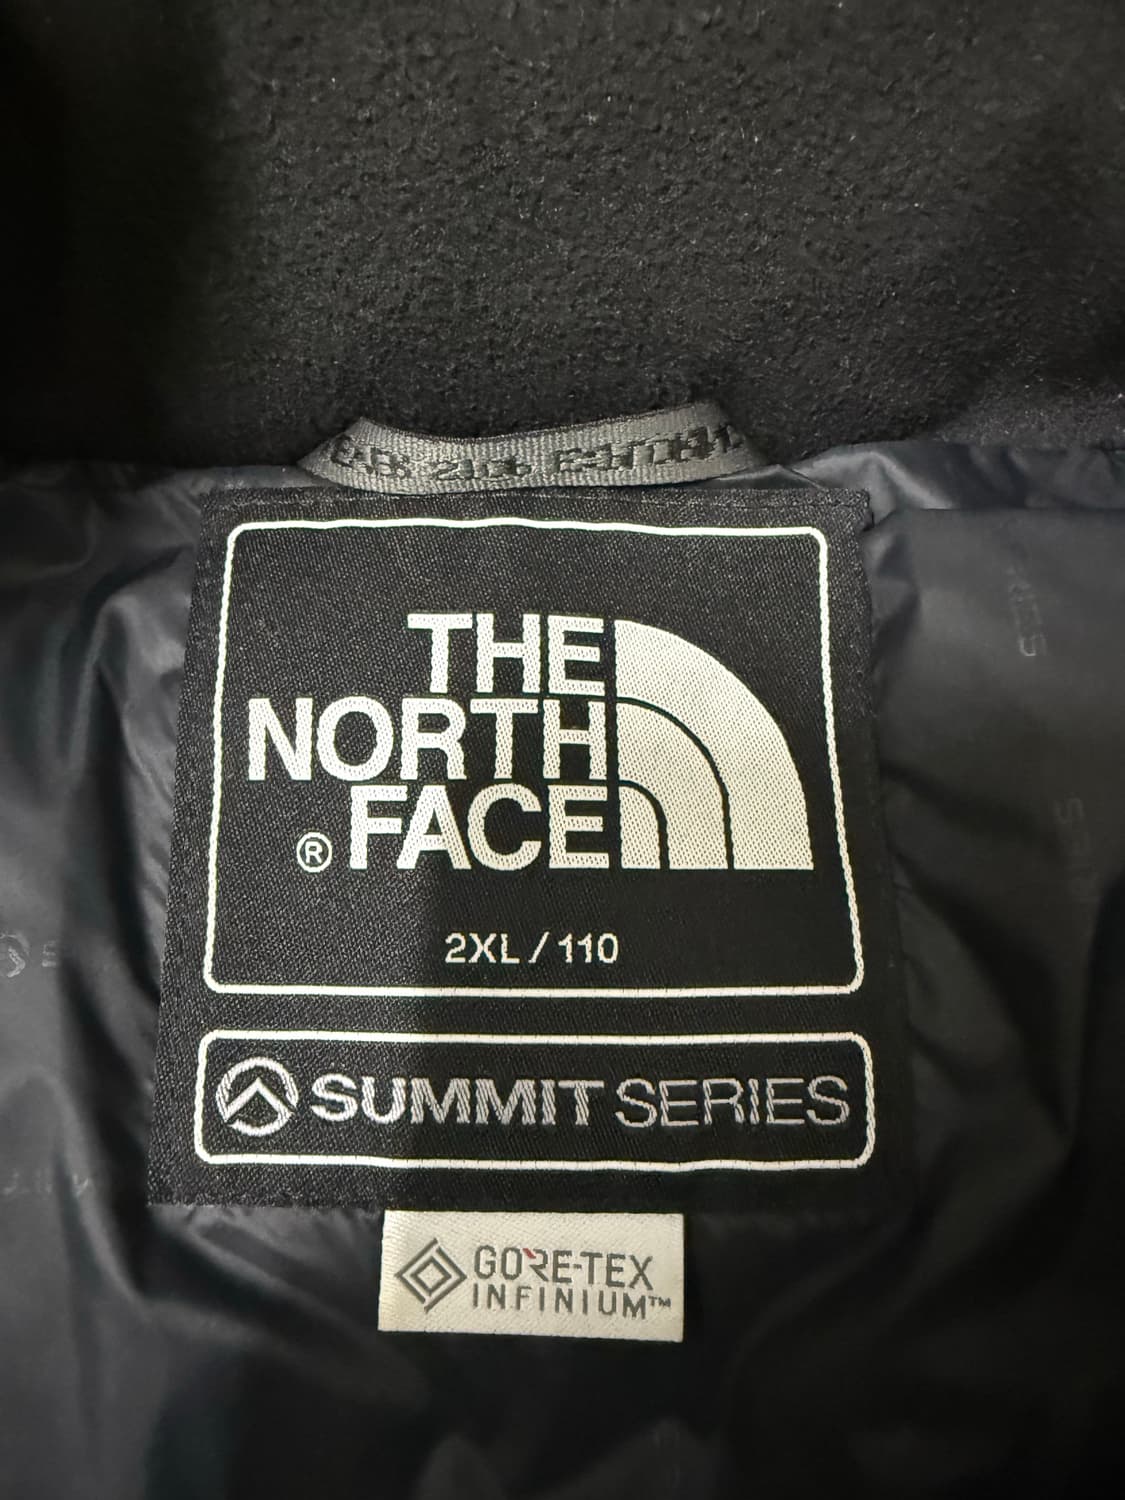 THE
NORTH
FACE
®
2XL / 110
SUMMIT SERIES
GORE-TEX
INFINIUM™